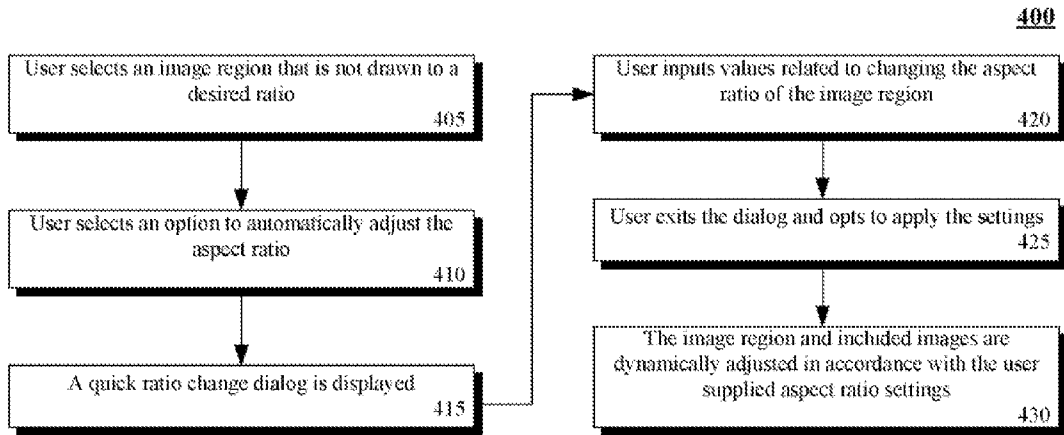 400
User selects an image region that is not drawn to a
desired ratio
405
User selects an option to automatically adjust the
aspect ratio
410
A quick ratio change dialog is displayed
415
User inputs values related to changing the aspect
ratio of the image region
420
User exits the dialog and opts to apply the settings
425
The image region and included images are
dynamically adjusted in accordance with the user
supplied aspect ratio settings
430